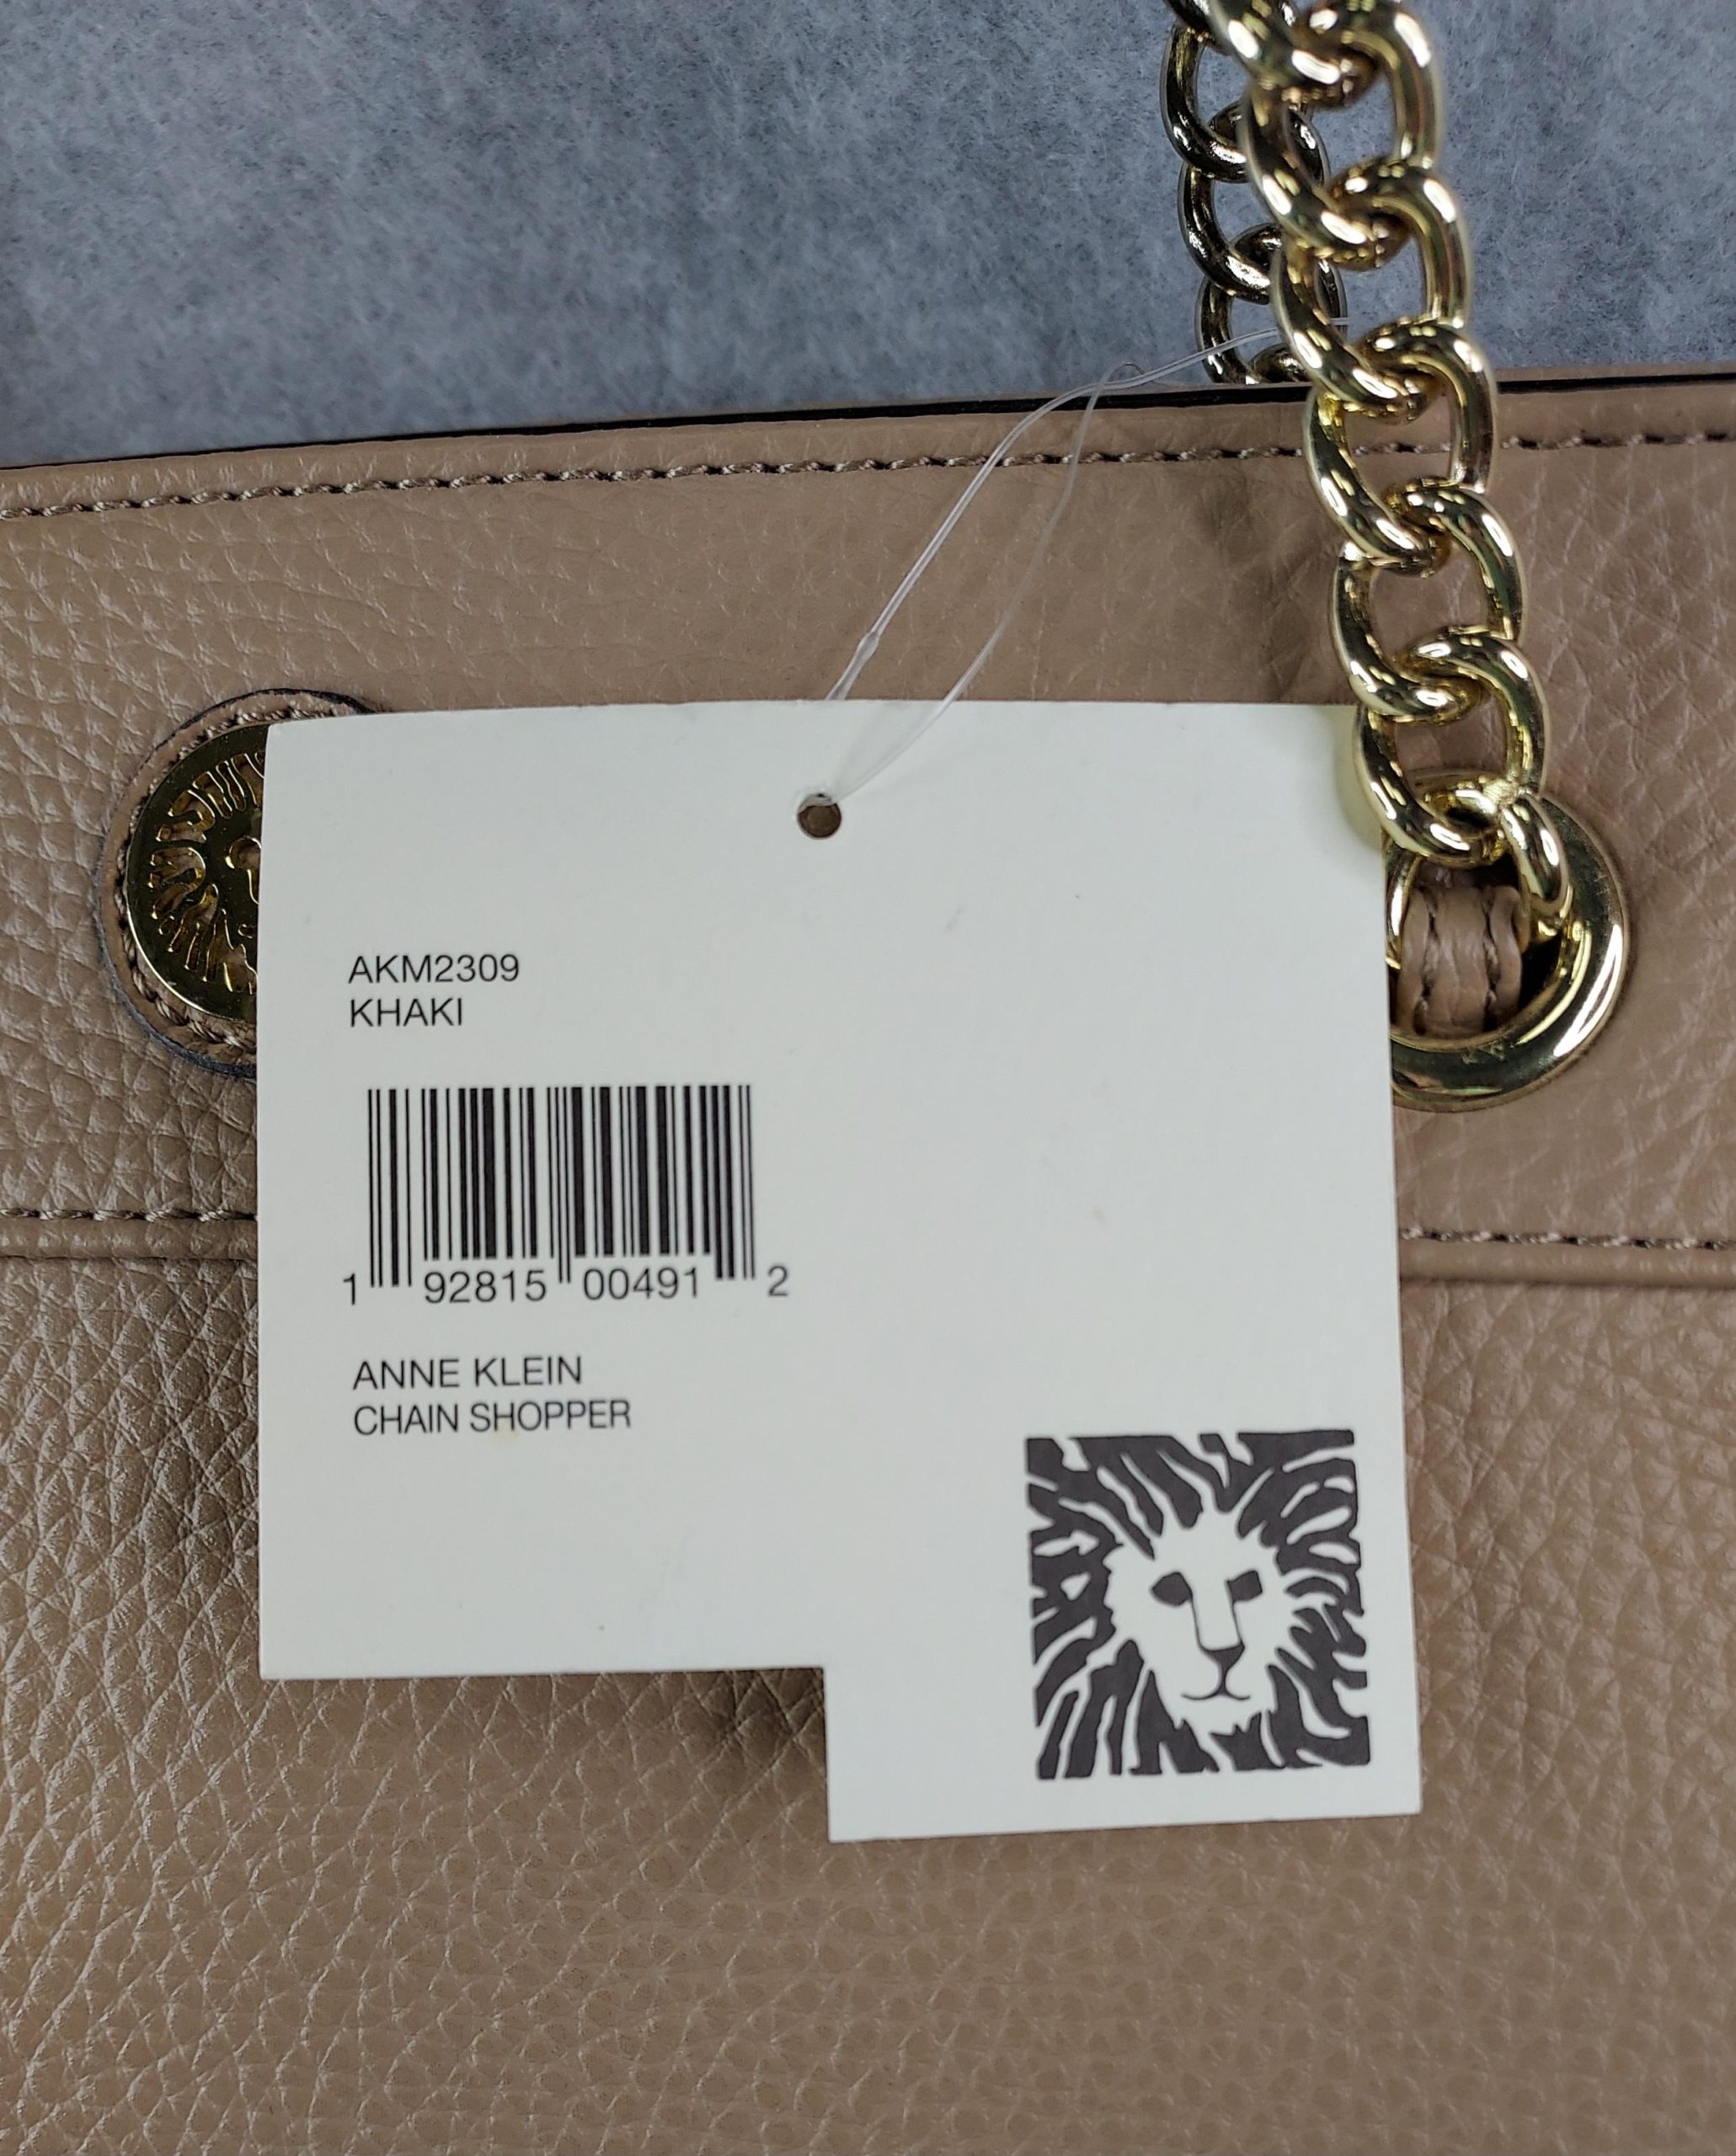 AKM2309
KHAKI
1 92815 00491 2
ANNE KLEIN
CHAIN SHOPPER